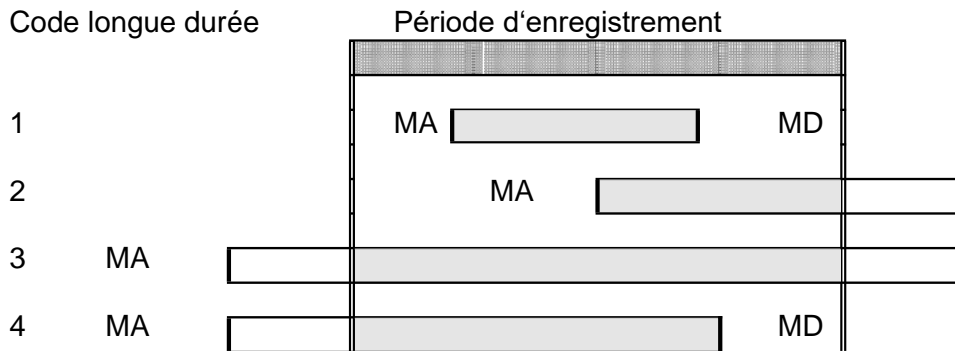 Code longue durée Période d‘enregistrement
1 MA MD
2 MA
3 MA
4 MA MD